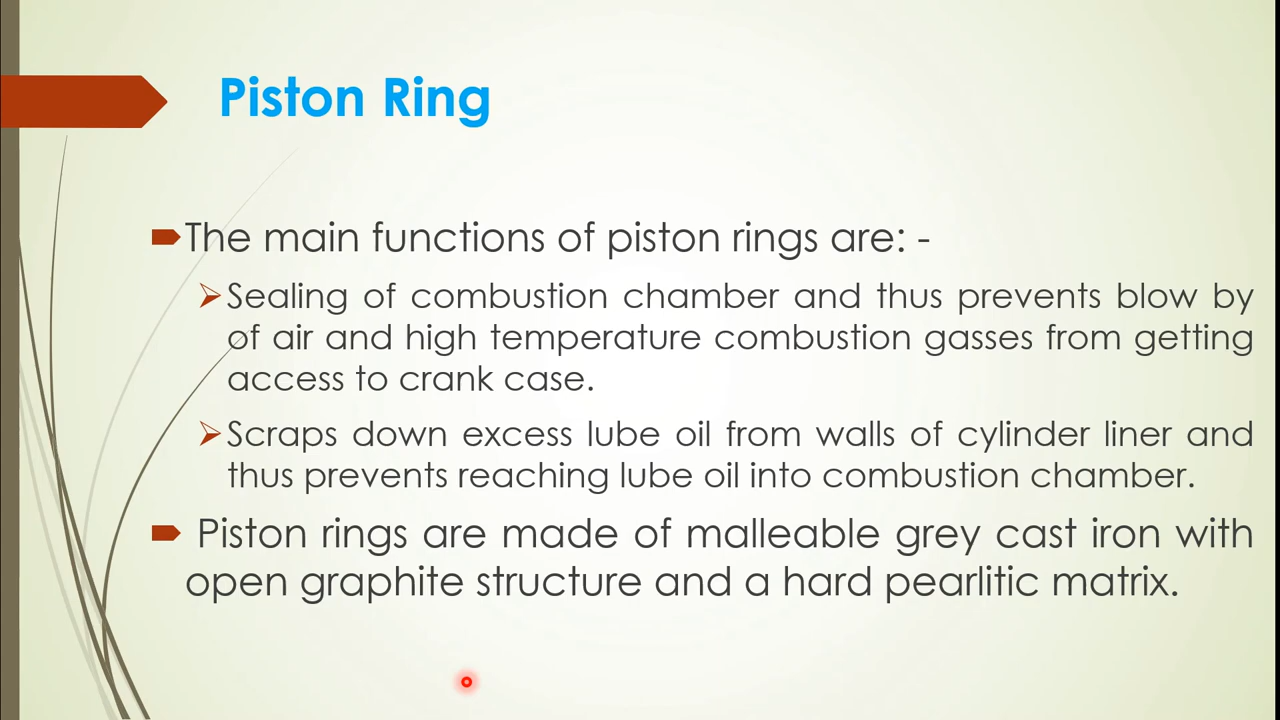 Piston Ring
The main functions of piston rings are: -
Sealing of combustion chamber and thus prevents blow by
of air and high temperature combustion gasses from getting
access to crank case.
Scraps down excess lube oil from walls of cylinder liner and
thus prevents reaching lube oil into combustion chamber.
Piston rings are made of malleable grey cast iron with
open graphite structure and a hard pearlitic matrix.